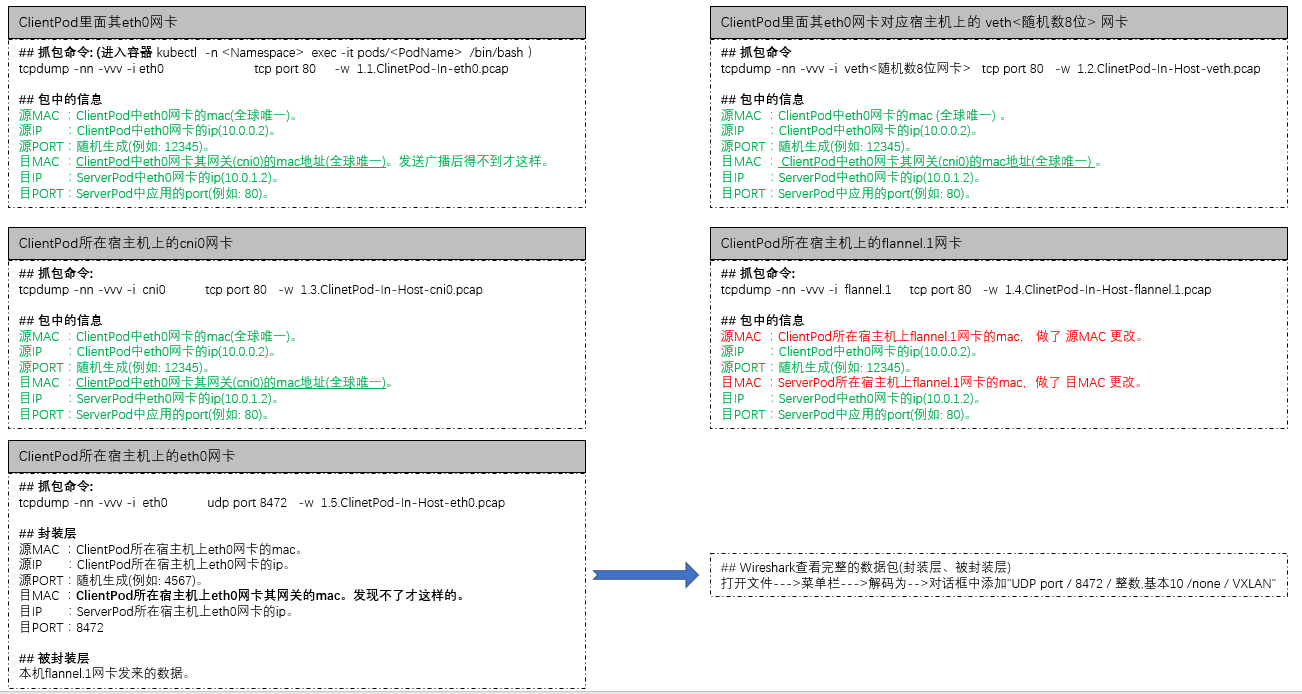 ClientPod里面其eth0网卡
## 抓包命令: (进入容器 kubectl -n <Namespace> exec -it pods/<PodName> /bin/bash )
tcpdump -nn -vvv -i eth0 tcp port 80 -w 1.1.ClinetPod-In-eth0.pcap
## 包中的信息
源MAC ：ClientPod中eth0网卡的mac(全球唯一)。
源IP ：ClientPod中eth0网卡的ip(10.0.0.2)。
源PORT：随机生成(例如: 12345)。
目MAC ：ClientPod中eth0网卡其网关(cni0)的mac地址(全球唯一)。发送广播后得不到才这样。
目IP ：ServerPod中eth0网卡的ip(10.0.1.2)。
目PORT：ServerPod中应用的port(例如: 80)。
ClientPod里面其eth0网卡对应宿主机上的 veth<随机数8位> 网卡
## 抓包命令
tcpdump -nn -vvv -i veth<随机数8位网卡> tcp port 80 -w 1.2.ClinetPod-In-Host-veth.pcap
## 包中的信息
源MAC ：ClientPod中eth0网卡的mac (全球唯一) 。
源IP ：ClientPod中eth0网卡的ip(10.0.0.2)。
源PORT：随机生成(例如: 12345)。
目MAC ： ClientPod中eth0网卡其网关(cni0)的mac地址(全球唯一) 。
目IP ：ServerPod中eth0网卡的ip(10.0.1.2)。
目PORT：ServerPod中应用的port(例如: 80)。
ClientPod所在宿主机上的cni0网卡
## 抓包命令:
tcpdump -nn -vvv -i cni0 tcp port 80 -w 1.3.ClinetPod-In-Host-cni0.pcap
## 包中的信息
源MAC ：ClientPod中eth0网卡的mac(全球唯一)。
源IP ：ClientPod中eth0网卡的ip(10.0.0.2)。
源PORT：随机生成(例如: 12345)。
目MAC ：ClientPod中eth0网卡其网关(cni0)的mac地址(全球唯一)。
目IP ：ServerPod中eth0网卡的ip(10.0.1.2)。
目PORT：ServerPod中应用的port(例如: 80)。
ClientPod所在宿主机上的flannel.1网卡
## 抓包命令:
tcpdump -nn -vvv -i flannel.1 tcp port 80 -w 1.4.ClinetPod-In-Host-flannel.1.pcap
## 包中的信息
源MAC ：ClientPod所在宿主机上flannel.1网卡的mac, 做了 源MAC 更改。
源IP ：ClientPod中eth0网卡的ip(10.0.0.2)。
源PORT：随机生成(例如: 12345)。
目MAC ：ServerPod所在宿主机上flannel.1网卡的mac, 做了 目MAC 更改。
目IP ：ServerPod中eth0网卡的ip(10.0.1.2)。
目PORT：ServerPod中应用的port(例如: 80)。
ClientPod所在宿主机上的eth0网卡
## 抓包命令:
tcpdump -nn -vvv -i eth0 udp port 8472 -w 1.5.ClinetPod-In-Host-eth0.pcap
## 封装层
源MAC ：ClientPod所在宿主机上eth0网卡的mac。
源IP ：ClientPod所在宿主机上eth0网卡的ip。
源PORT：随机生成(例如: 4567)。
目MAC ：ClientPod所在宿主机上eth0网卡其网关的mac。发现不了才这样的。
目IP ：ServerPod所在宿主机上eth0网卡的ip。
目PORT：8472
## 被封装层
本机flannel.1网卡发来的数据。
## Wireshark查看完整的数据包(封装层、被封装层)
打开文件--->菜单栏--->解码为-->对话框中添加"UDP port / 8472 / 整数,基本10 /none / VXLAN"